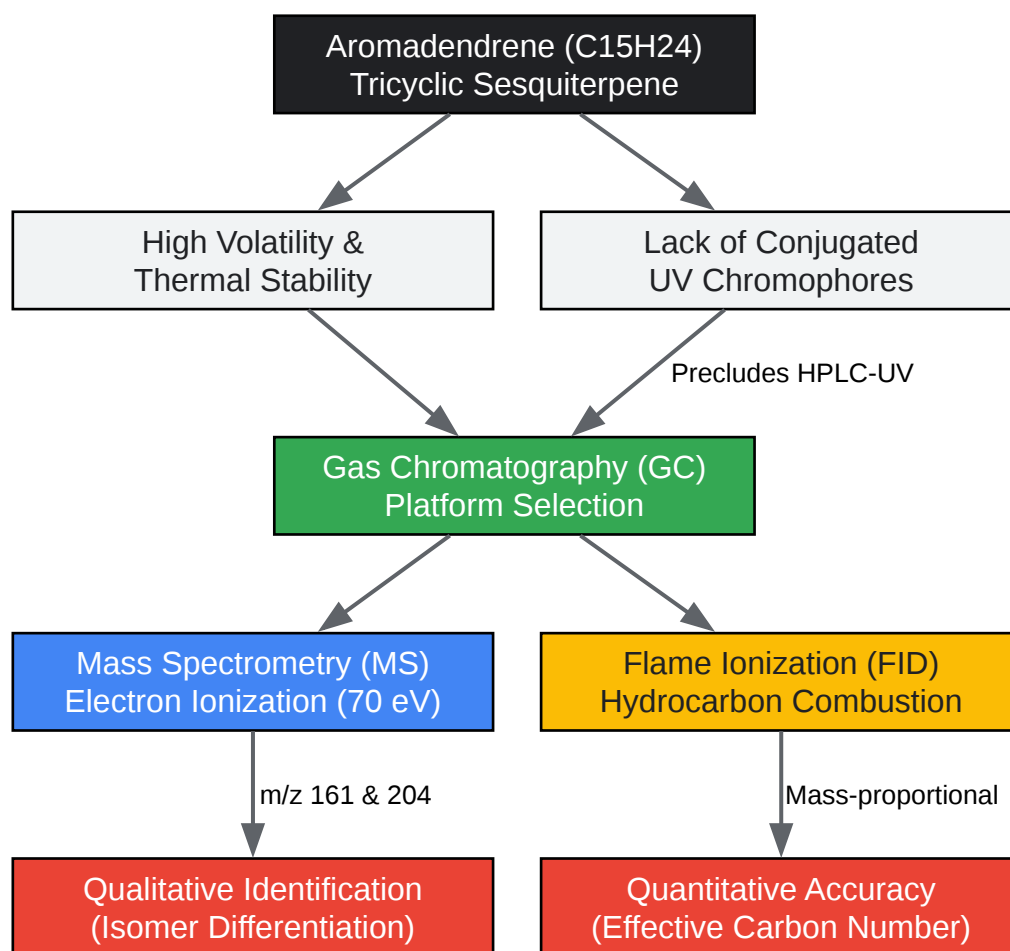 Aromadendrene (C15H24)
Tricyclic Sesquiterpene
High Volatility &
Thermal Stability
Lack of Conjugated
UV Chromophores
Precludes HPLC-UV
Gas Chromatography (GC)
Platform Selection
Mass Spectrometry (MS)
Electron Ionization (70 eV)
Flame Ionization (FID)
Hydrocarbon Combustion
m/z 161 & 204
Mass-proportional
Qualitative Identification
(Isomer Differentiation)
Quantitative Accuracy
(Effective Carbon Number)